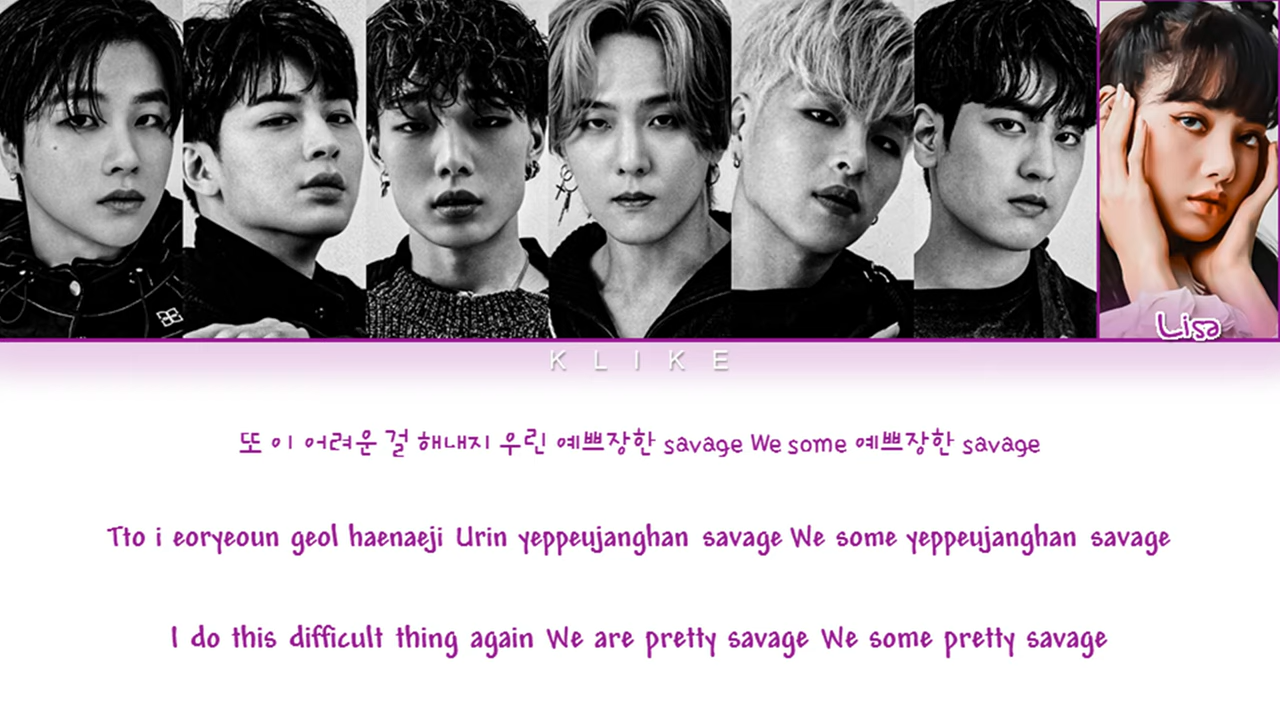 Lisa
KLIKE
또 이 어려운 걸 해내지 우린 예쁘장한 savage We some 예쁘장한 savage
Tto i eoryeoun geol haenaeji Urin yeppeujanghan savage We some yeppeujanghan savage
I do this difficult thing again We are pretty savage We some pretty savage